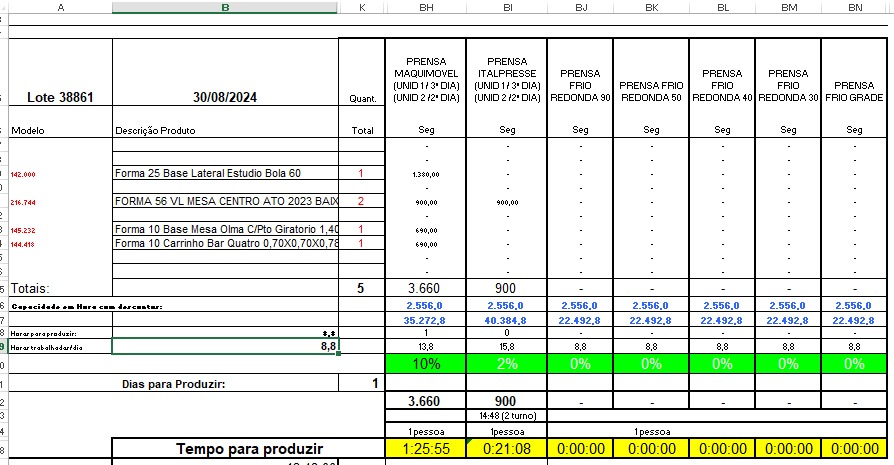 A B K BH BI BJ BK BL BM BN
Lote 38861 30/08/2024 Quant. PRENSA MAQUIMOVEL (UNID 1 / 3ª DIA) (UNID 2 /2ª DIA) PRENSA ITALPRESSE (UNID 1 / 3ª DIA) (UNID 2 /2ª DIA) PRENSA FRIO REDONDA 90 PRENSA FRIO REDONDA 50 PRENSA FRIO REDONDA 40 PRENSA FRIO REDONDA 30 PRENSA FRIO GRADE
Modelo Descrição Produto Total Seg Seg Seg Seg Seg Seg Seg
- - - - - - -
- - - - - - -
142.000 Forma 25 Base Lateral Estudio Bola 60 1 1.380,00 - - - - - -
- - - - - - -
216.744 FORMA 56 VL MESA CENTRO ATO 2023 BAIX 2 900,00 900,00 - - - - -
- - - - - - -
145.232 Forma 10 Base Mesa Olma C/Pto Giratorio 1,40 1 690,00 - - - - - -
144.418 Forma 10 Carrinho Bar Quatro 0,70X0,70X0,78 1 690,00 - - - - - -
- - - - - - -
- - - - - - -
Totais: 5 3.660 900 - - - - -
Capacidade em Hora com descontos: 2.556,0 2.556,0 2.556,0 2.556,0 2.556,0 2.556,0 2.556,0
35.272,8 40.384,8 22.492,8 22.492,8 22.492,8 22.492,8 22.492,8
Horas para produzir: 8,8 1 0 - - - - -
Horas trabalhadas/dia 8,8 13,8 15,8 8,8 8,8 8,8 8,8 8,8
10% 2% 0% 0% 0% 0% 0%
Dias para Produzir: 1
3.660 900 - - - - -
14:48 (2 turno)
1pessoa 1pessoa 1pessoa
Tempo para produzir 1:25:55 0:21:08 0:00:00 0:00:00 0:00:00 0:00:00 0:00:00